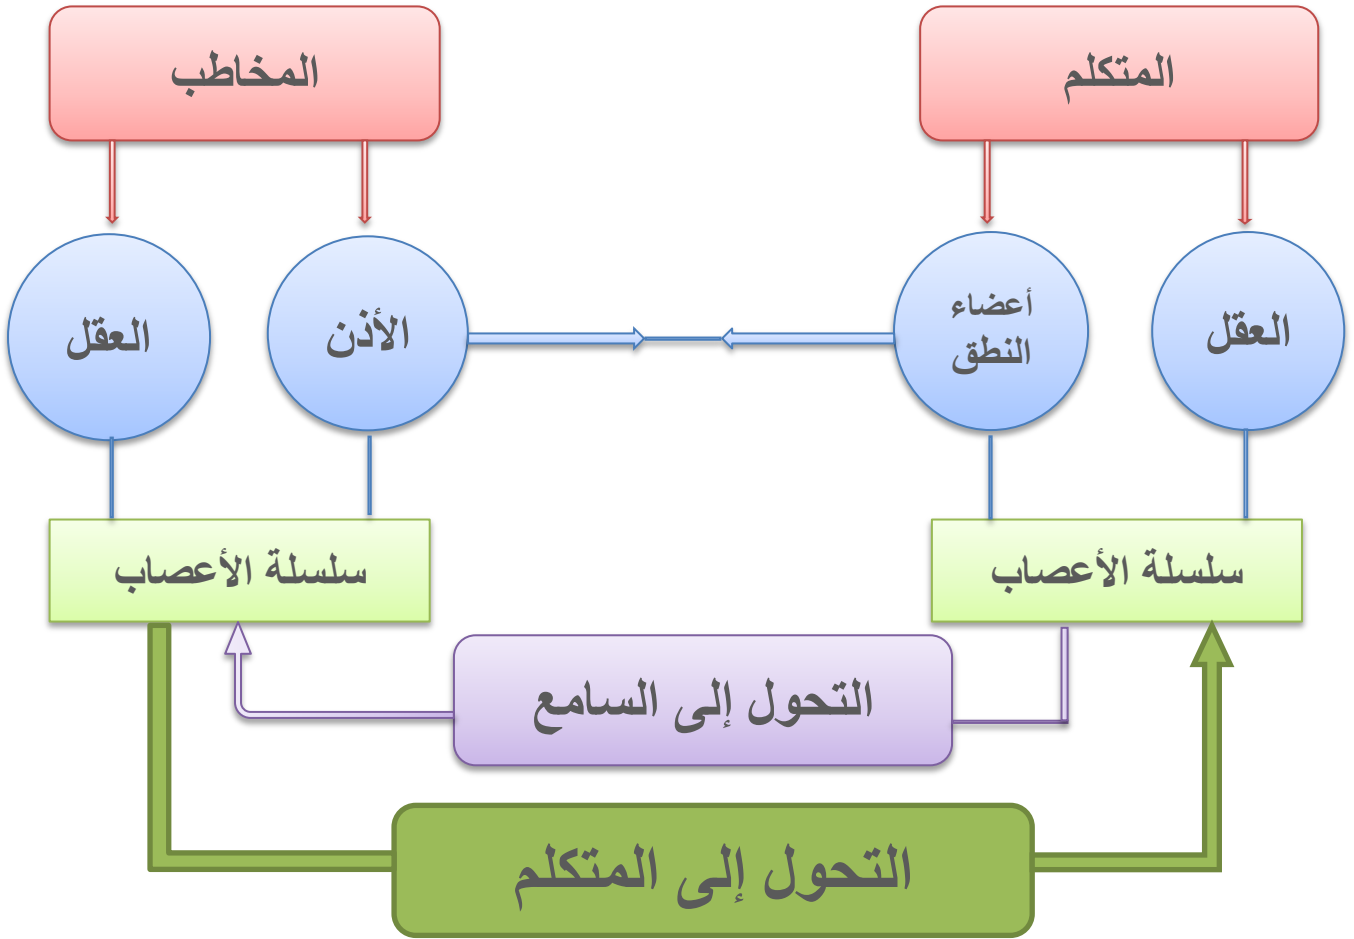 المتكلم
المخاطب
العقل
أعضاء
النطق
الأذن
العقل
سلسلة الأعصاب
سلسلة الأعصاب
التحول إلى السامع
التحول إلى المتكلم